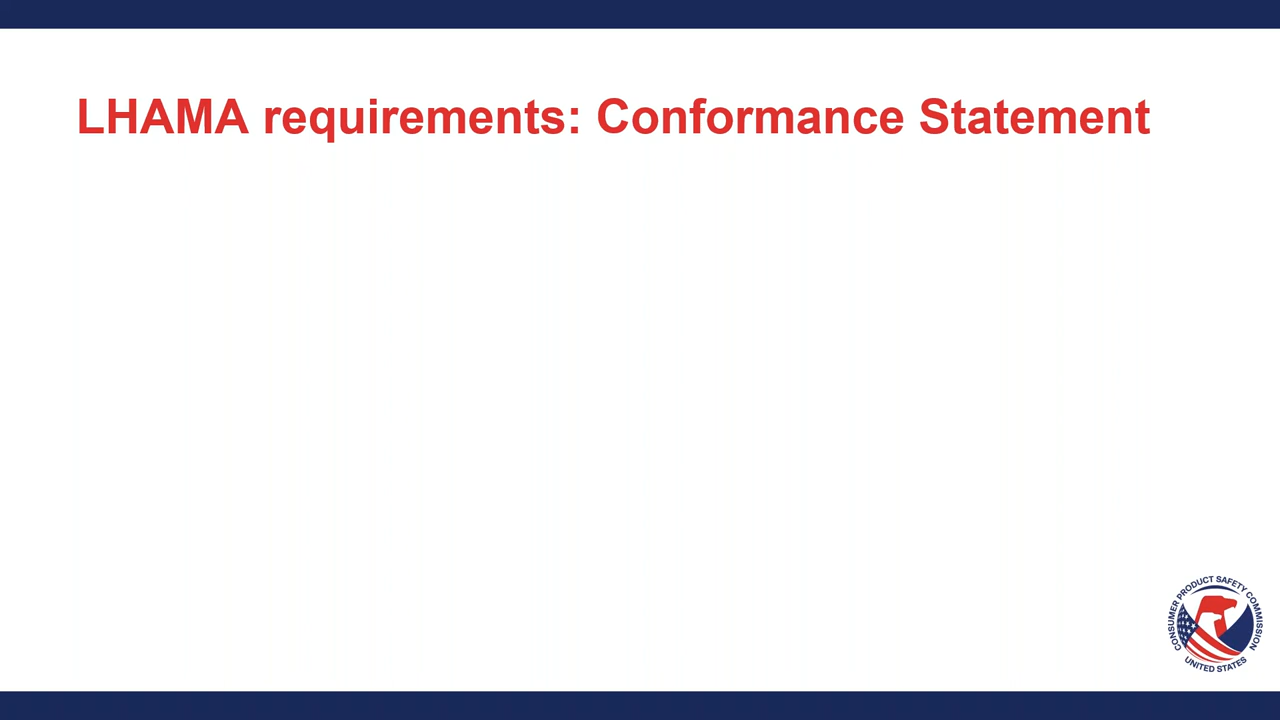 LHAMA requirements: Conformance Statement
CONSUMER PRODUCT SAFETY COMMISSION
UNITED STATES